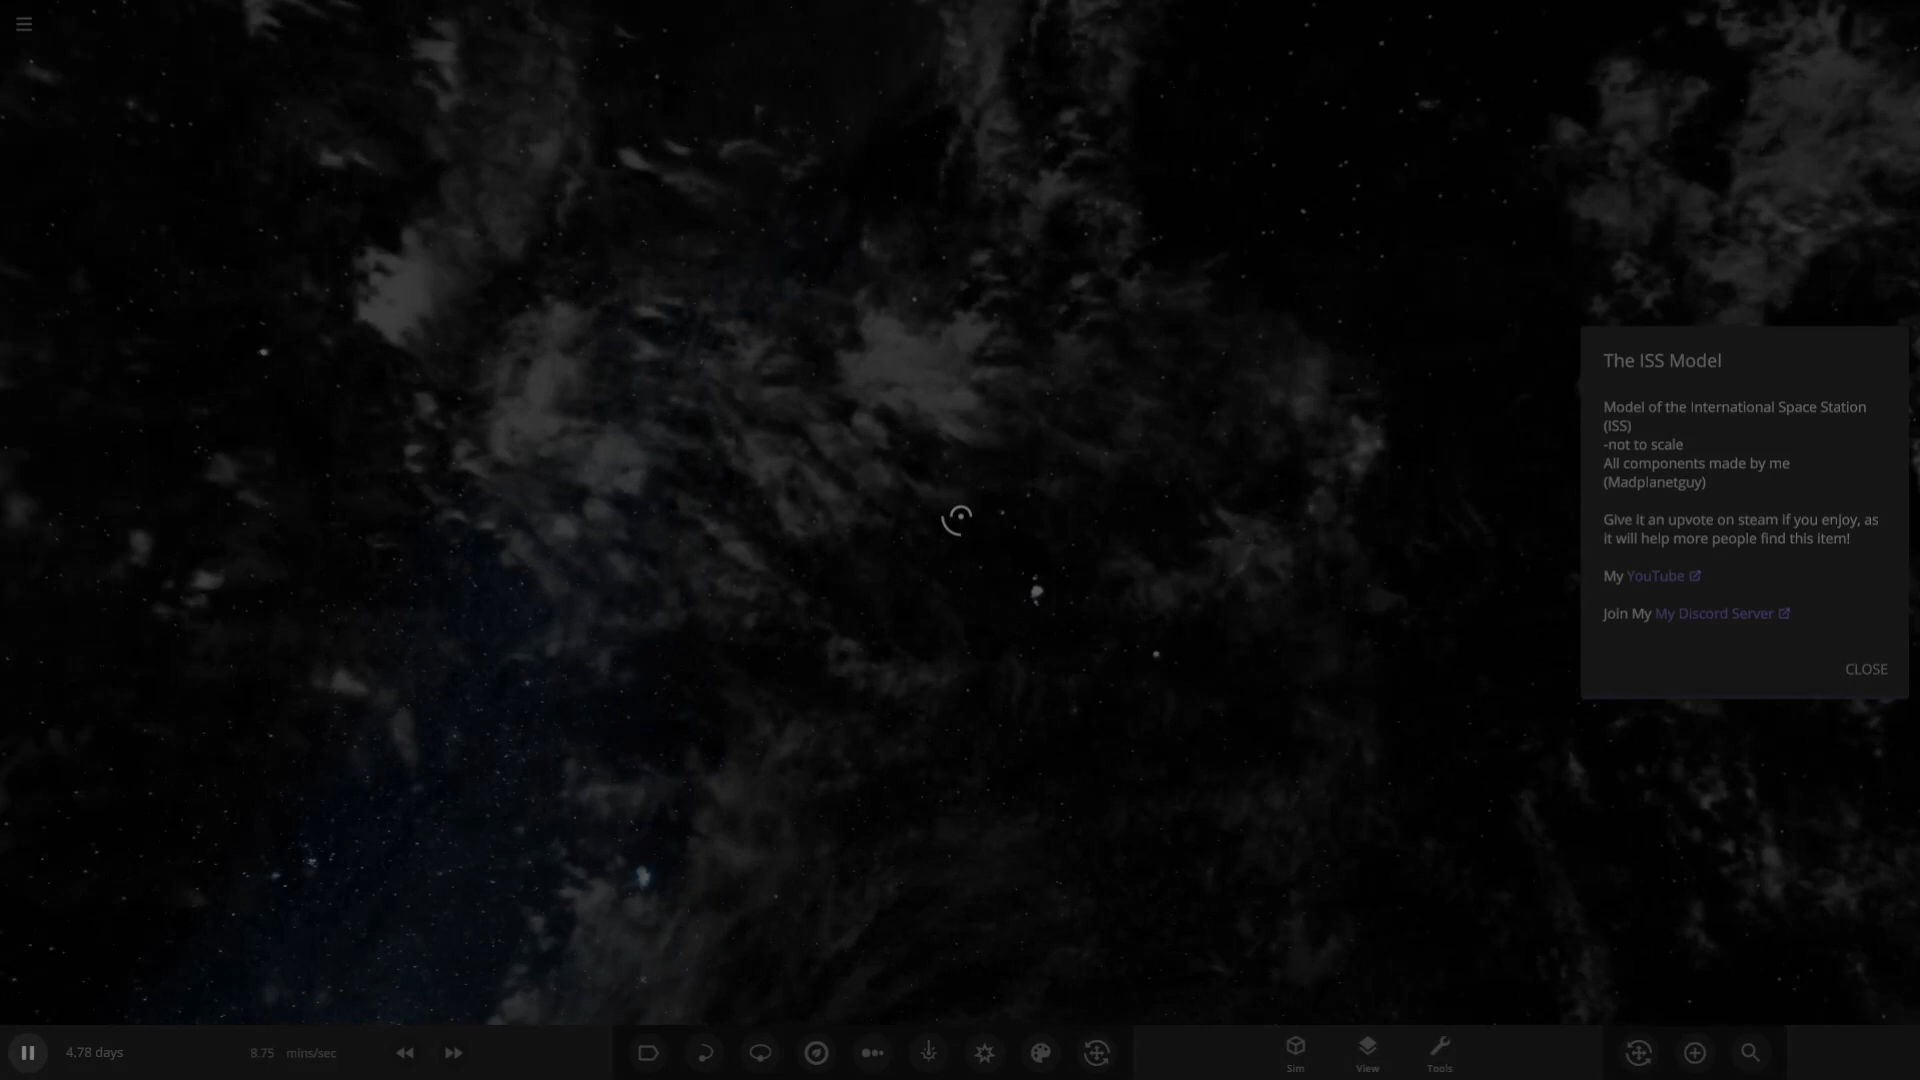 The ISS Model
Model of the International Space Station
(ISS)
-not to scale
All components made by me
(Madplanetguy)
Give it an upvote on steam if you enjoy, as
it will help more people find this item!
My YouTube
Join My My Discord Server
CLOSE
4.78 days
8.75 mins/sec
Sim
View
Tools